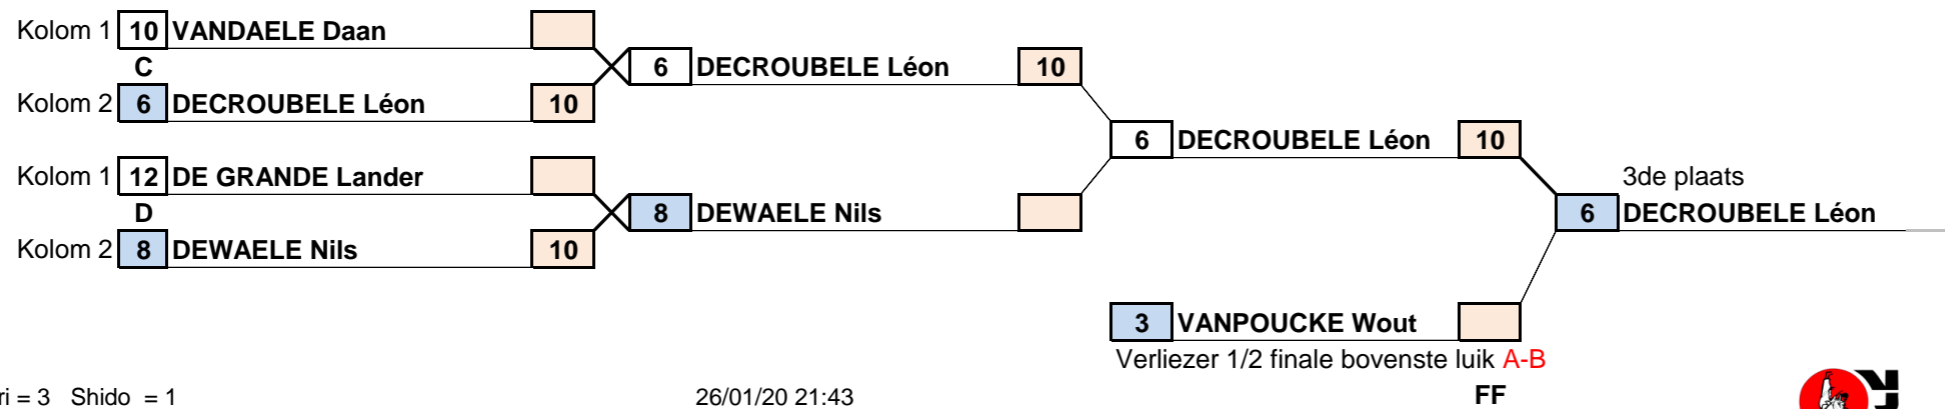 Kolom 1 10 VANDAELE Daan
C
6 DECROUBELE Léon 10
Kolom 2 6 DECROUBELE Léon 10
6 DECROUBELE Léon 10
Kolom 1 12 DE GRANDE Lander
3de plaats
D
8 DEWAELE Nils
6 DECROUBELE Léon
Kolom 2 8 DEWAELE Nils 10
3 VANPOUCKE Wout
Verliezer 1/2 finale bovenste luik A-B
ri = 3 Shido = 1 26/01/20 21:43 FF